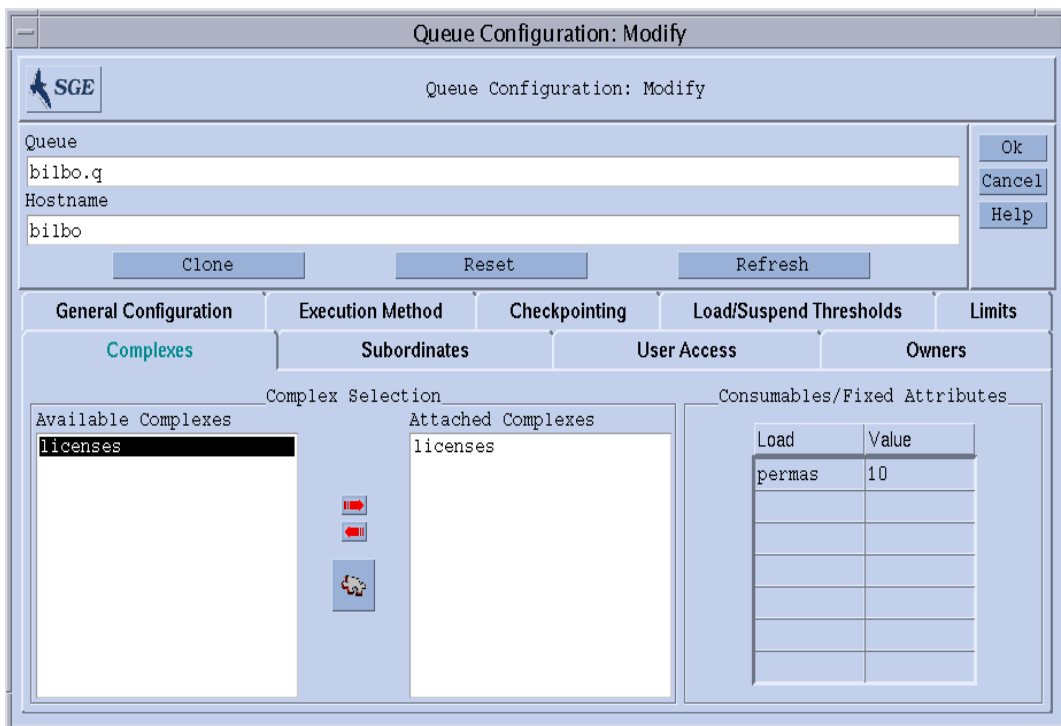 Queue Configuration: Modify
SGE
Queue Configuration: Modify
Queue
bilbo.q
Hostname
bilbo
Ok
Cancel
Help
Clone Reset Refresh
General Configuration Execution Method Checkpointing Load/Suspend Thresholds Limits
Complexes Subordinates User Access Owners
Complex Selection
Available Complexes
licenses
Attached Complexes
licenses
Consumables/Fixed Attributes
Load Value
permas 10